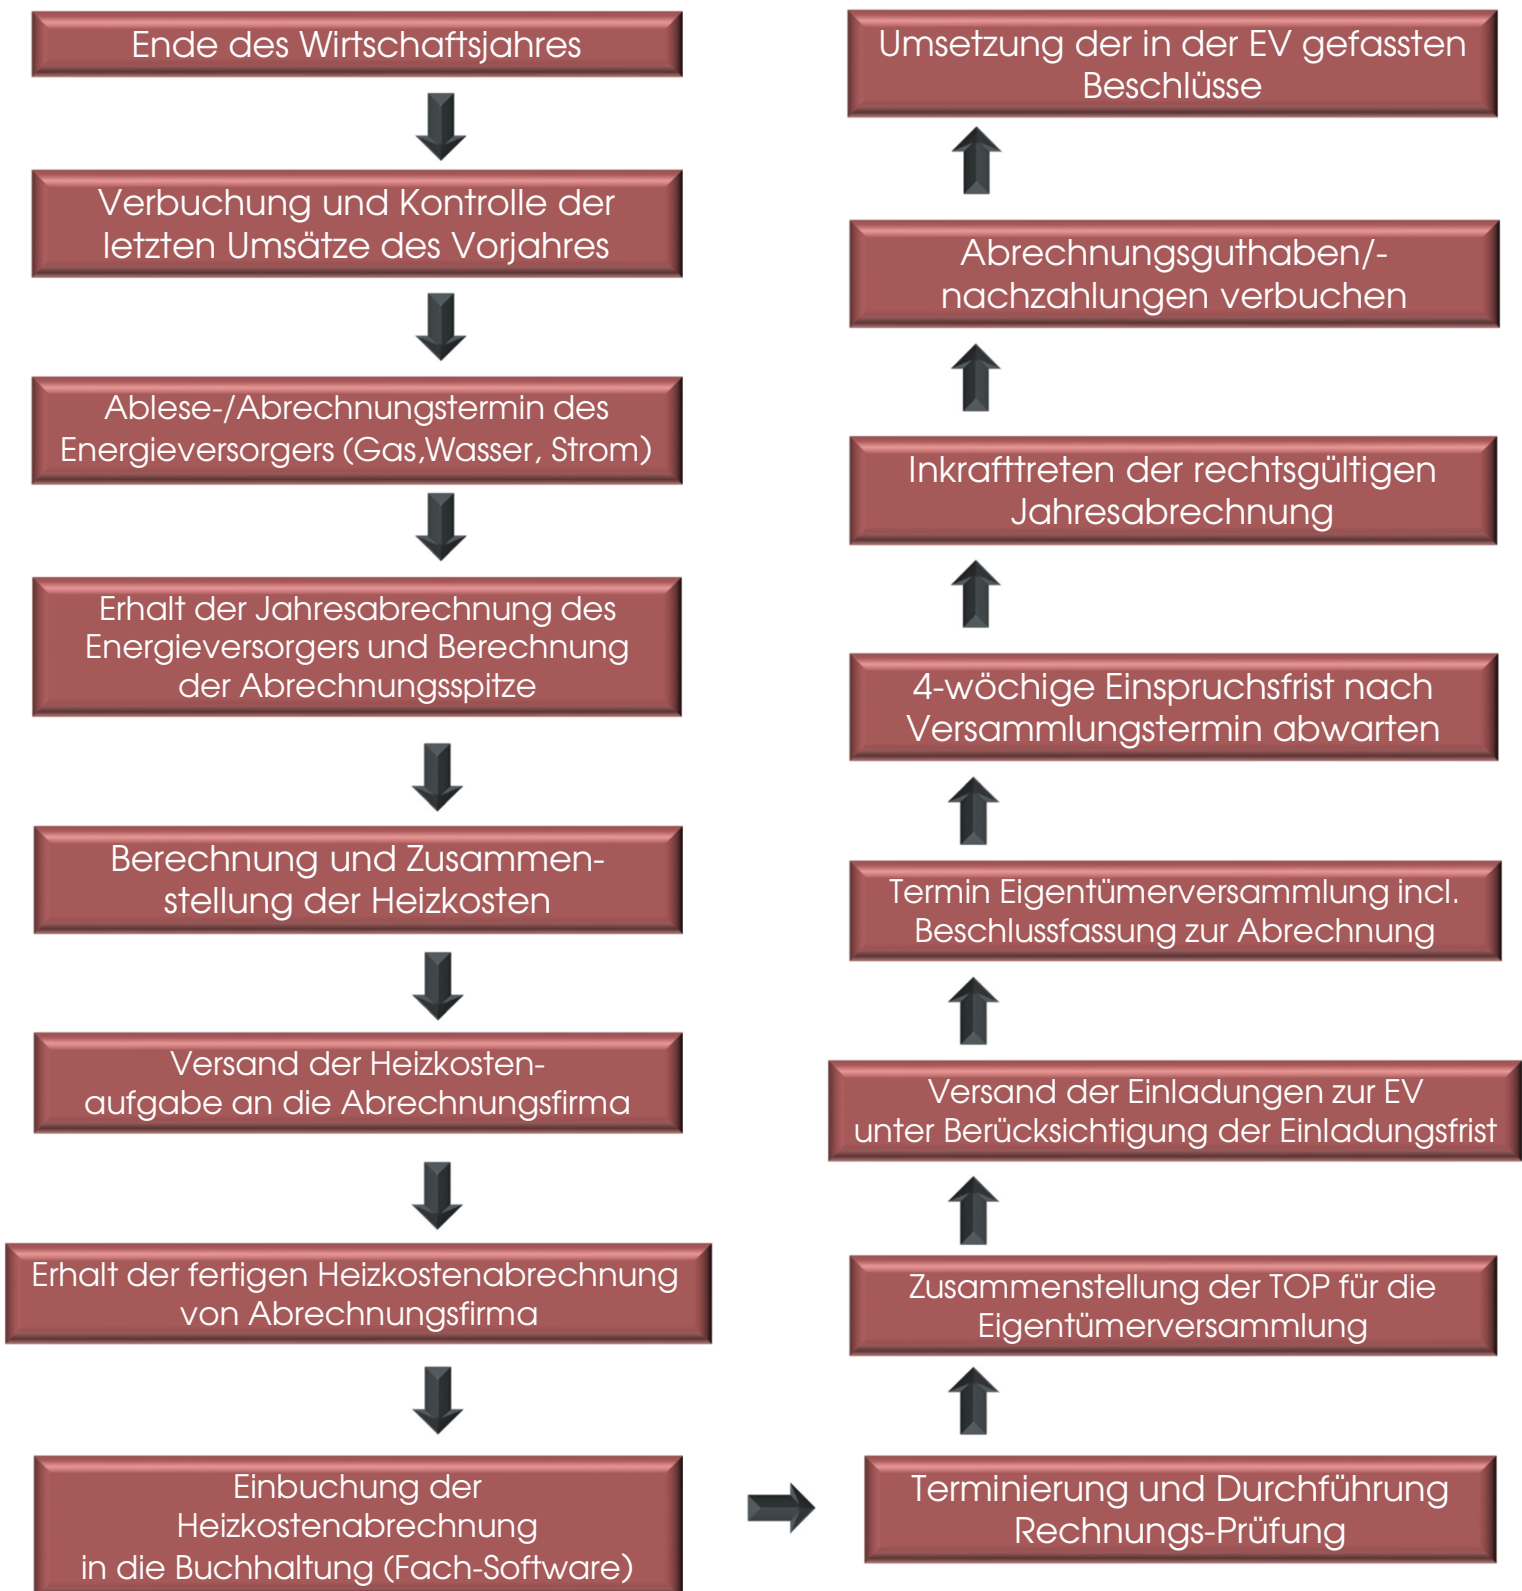 Ende des Wirtschaftsjahres
Verbuchung und Kontrolle der
letzten Umsätze des Vorjahres
Ablese-/Abrechnungstermin des
Energieversorgers (Gas,Wasser, Strom)
Erhalt der Jahresabrechnung des
Energieversorgers und Berechnung
der Abrechnungsspitze
Berechnung und Zusammen-
stellung der Heizkosten
Versand der Heizkosten-
aufgabe an die Abrechnungsfirma
Erhalt der fertigen Heizkostenabrechnung
von Abrechnungsfirma
Einbuchung der
Heizkostenabrechnung
in die Buchhaltung (Fach-Software)
Terminierung und Durchführung
Rechnungs-Prüfung
Zusammenstellung der TOP für die
Eigentümerversammlung
Versand der Einladungen zur EV
unter Berücksichtigung der Einladungsfrist
Termin Eigentümerversammlung incl.
Beschlussfassung zur Abrechnung
4-wöchige Einspruchsfrist nach
Versammlungstermin abwarten
Inkrafttreten der rechtsgültigen
Jahresabrechnung
Abrechnungsguthaben/-
nachzahlungen verbuchen
Umsetzung der in der EV gefassten
Beschlüsse